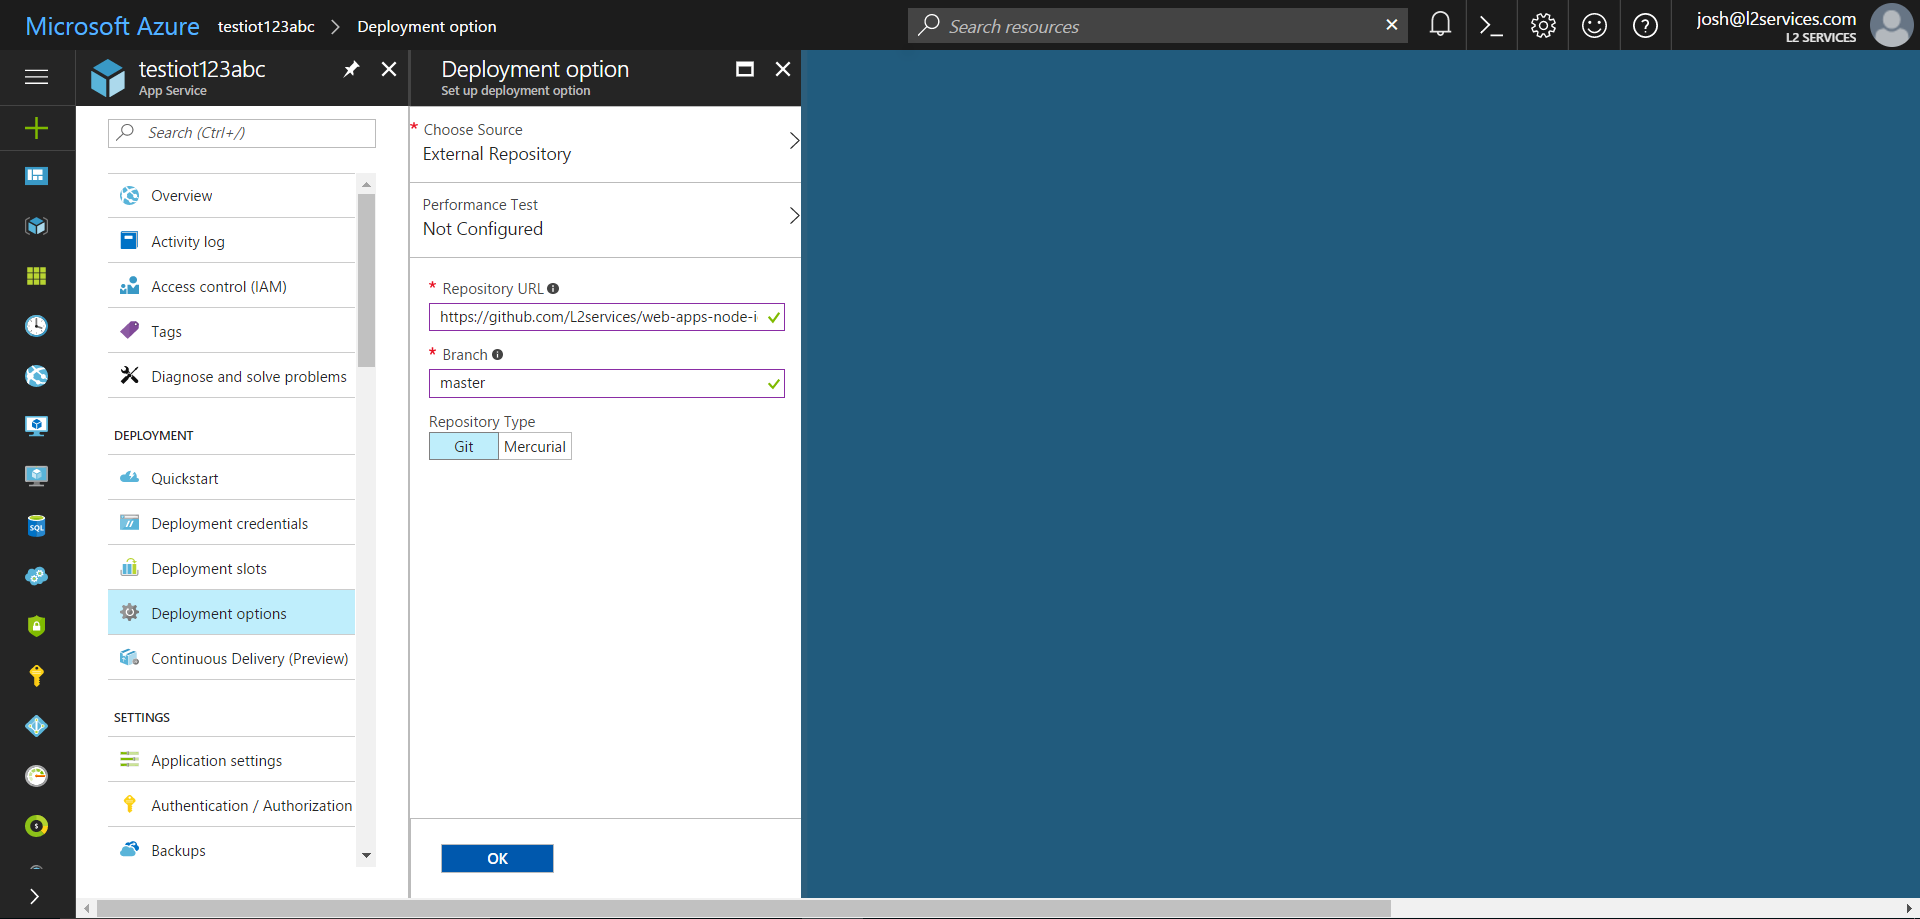 Microsoft Azure testiot123abc Deployment option
Search resources
josh@l2services.com
L2 SERVICES
testiot123abc
App Service
Search (Ctrl+/)
Overview
Activity log
Access control (IAM)
Tags
Diagnose and solve problems
DEPLOYMENT
Quickstart
Deployment credentials
Deployment slots
Deployment options
Continuous Delivery (Preview)
SETTINGS
Application settings
Authentication / Authorization
Backups
Deployment option
Set up deployment option
* Choose Source
External Repository
Performance Test
Not Configured
* Repository URL
https://github.com/L2services/web-apps-node-i
* Branch
master
Repository Type
Git Mercurial
OK
SQL